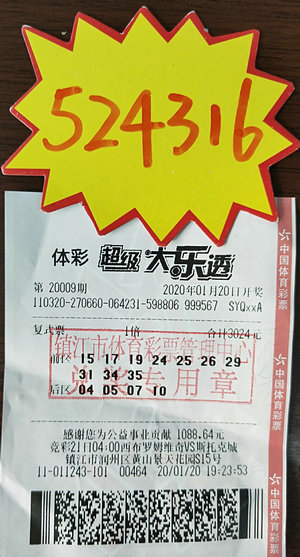 524316
体彩 超级大乐透
第 20009期 2020年01月20日开奖
110320-270660-064231-598806 999567 SYQxxA
复式票 1倍 合计3024元
镇江市体育彩票管理中心
前区 15 17 19 24 25 26 29
31 34 35
兑奖专用章
后区 04 05 07 10
感谢您为公益事业贡献 1088.64元
竞彩21日104:00西布罗姆维奇VS斯托克城
镇江市润州区黄山景天花园S15号
11-011243-101 00464 20/01/20 19:23:53
中国体育彩票
中国体育彩票